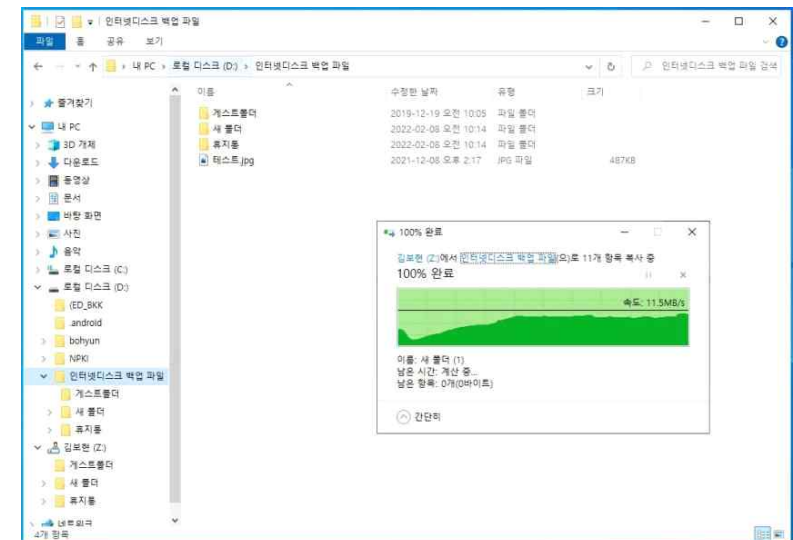 인터넷디스크 백업 파일
파일 홈 공유 보기
내 PC > 로컬 디스크 (D:) > 인터넷디스크 백업 파일
인터넷디스크 백업 파일 검색
이름 수정한 날짜 유형 크기
게스트폴더 2019-12-19 오전 10:05 파일 폴더
새 폴더 2022-02-08 오전 10:14 파일 폴더
휴지통 2022-02-08 오전 10:14 파일 폴더
테스트.jpg 2021-12-08 오후 2:17 JPG 파일 487KB
즐겨찾기
내 PC
3D 개체
다운로드
동영상
문서
바탕 화면
사진
음악
로컬 디스크 (C:)
로컬 디스크 (D:)
(ED_BKK
.android
bohyun
NPKI
인터넷디스크 백업 파일
게스트폴더
새 폴더
휴지통
김보현 (Z:)
게스트폴더
새 폴더
휴지통
네트워크
4개 항목
100% 완료
김보현 (Z:)에서 인터넷디스크 백업 파일(으)로 11개 항목 복사 중
100% 완료
속도: 11.5MB/s
이름: 새 폴더 (1)
남은 시간: 계산 중...
남은 항목: 0개(0바이트)
간단히